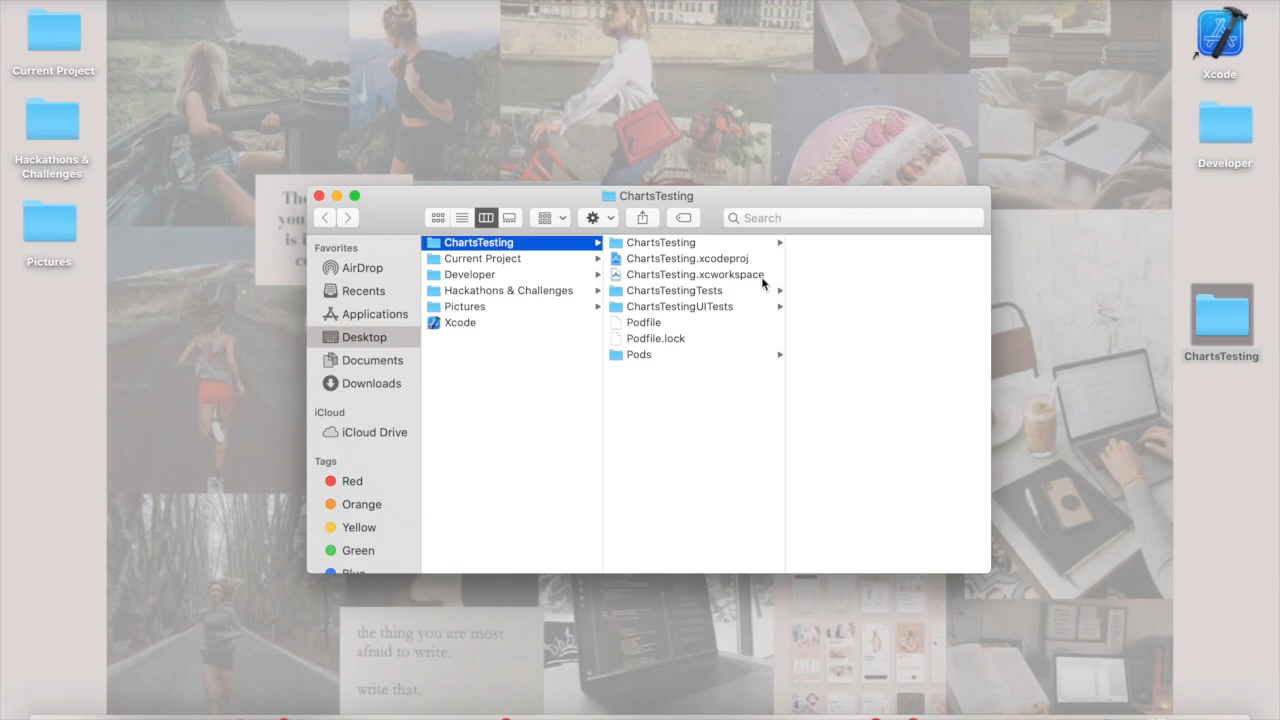 Current Project
Hackathons &
Challenges
Pictures
Xcode
Developer
ChartsTesting
ChartsTesting
Search
Favorites
AirDrop
Recents
Applications
Desktop
Documents
Downloads
iCloud
iCloud Drive
Tags
Red
Orange
Yellow
Green
Blue
ChartsTesting
Current Project
Developer
Hackathons & Challenges
Pictures
Xcode
ChartsTesting
ChartsTesting.xcodeproj
ChartsTesting.xcworkspace
ChartsTestingTests
ChartsTestingUITests
Podfile
Podfile.lock
Pods
the thing you are most
afraid to write.
write that.